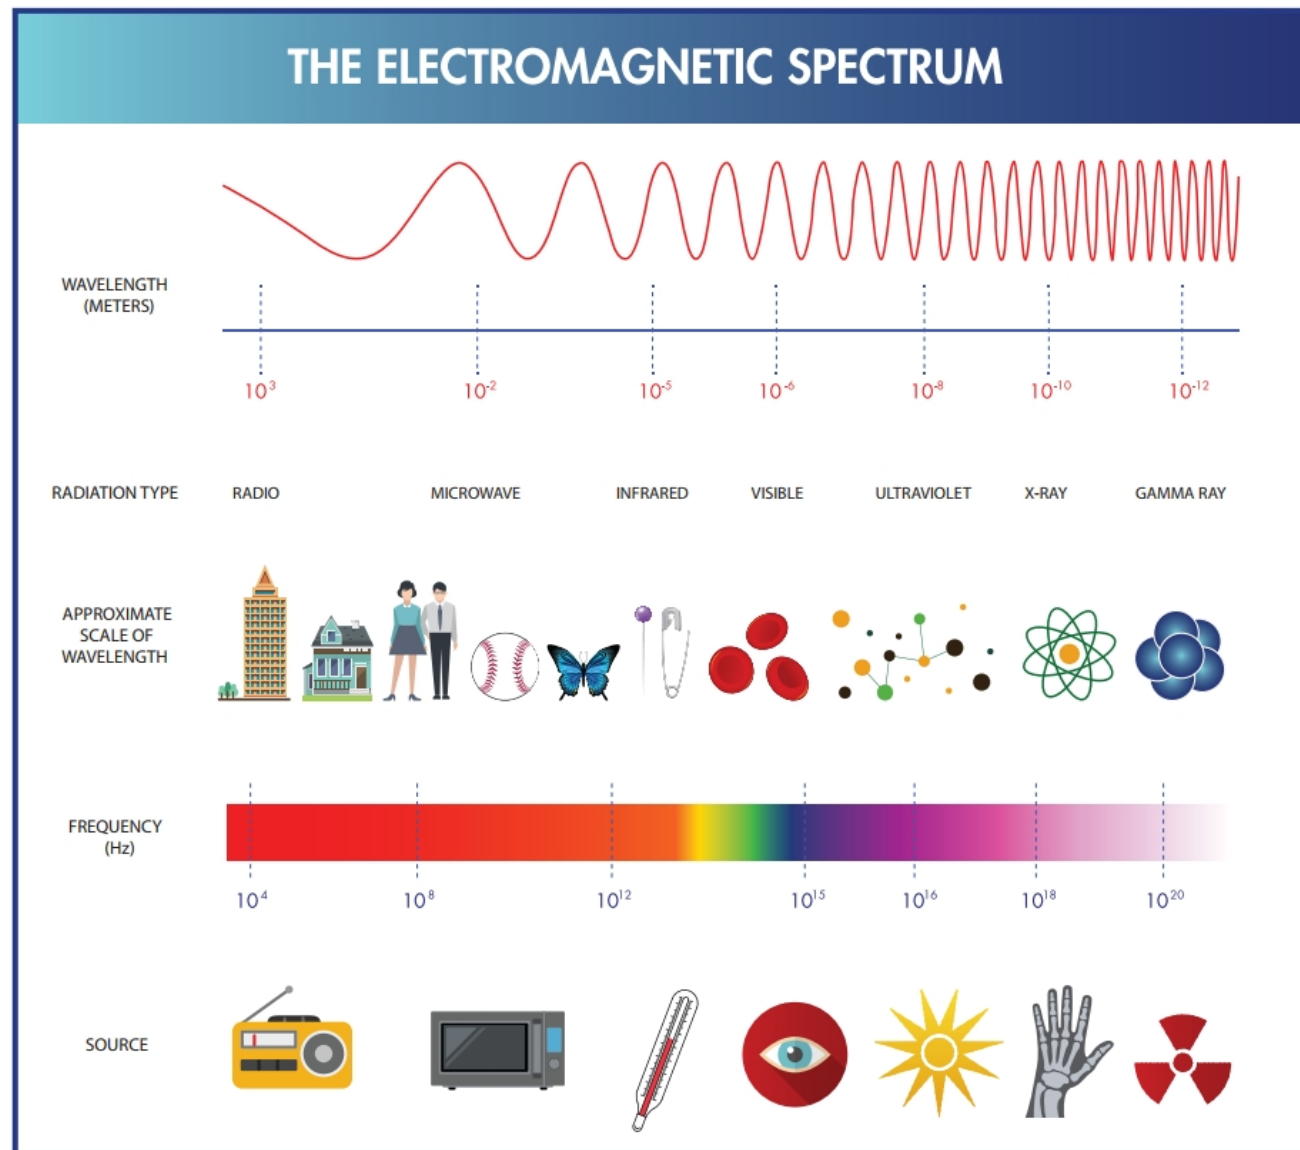 THE ELECTROMAGNETIC SPECTRUM
WAVELENGTH
(METERS)
10³ 10⁻² 10⁻⁵ 10⁻⁶ 10⁻⁸ 10⁻¹⁰ 10⁻¹²
RADIATION TYPE RADIO MICROWAVE INFRARED VISIBLE ULTRAVIOLET X-RAY GAMMA RAY
APPROXIMATE
SCALE OF
WAVELENGTH
FREQUENCY
(Hz)
10⁴ 10⁸ 10¹² 10¹⁵ 10¹⁶ 10¹⁸ 10²⁰
SOURCE